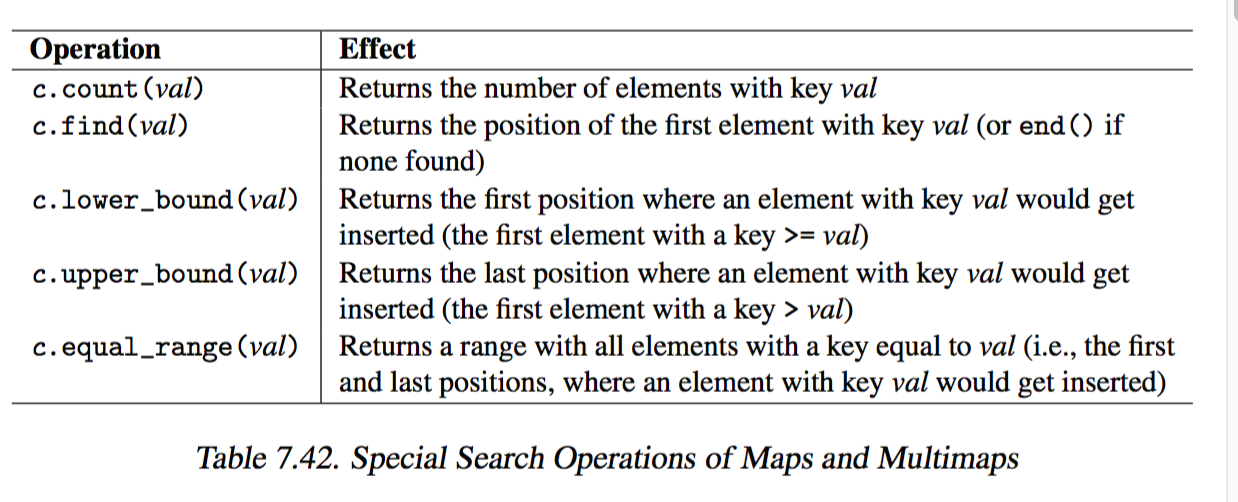 Operation Effect
c.count(val) Returns the number of elements with key val
c.find(val) Returns the position of the first element with key val (or end() if
none found)
c.lower_bound(val) Returns the first position where an element with key val would get
inserted (the first element with a key >= val)
c.upper_bound(val) Returns the last position where an element with key val would get
inserted (the first element with a key > val)
c.equal_range(val) Returns a range with all elements with a key equal to val (i.e., the first
and last positions, where an element with key val would get inserted)
Table 7.42. Special Search Operations of Maps and Multimaps